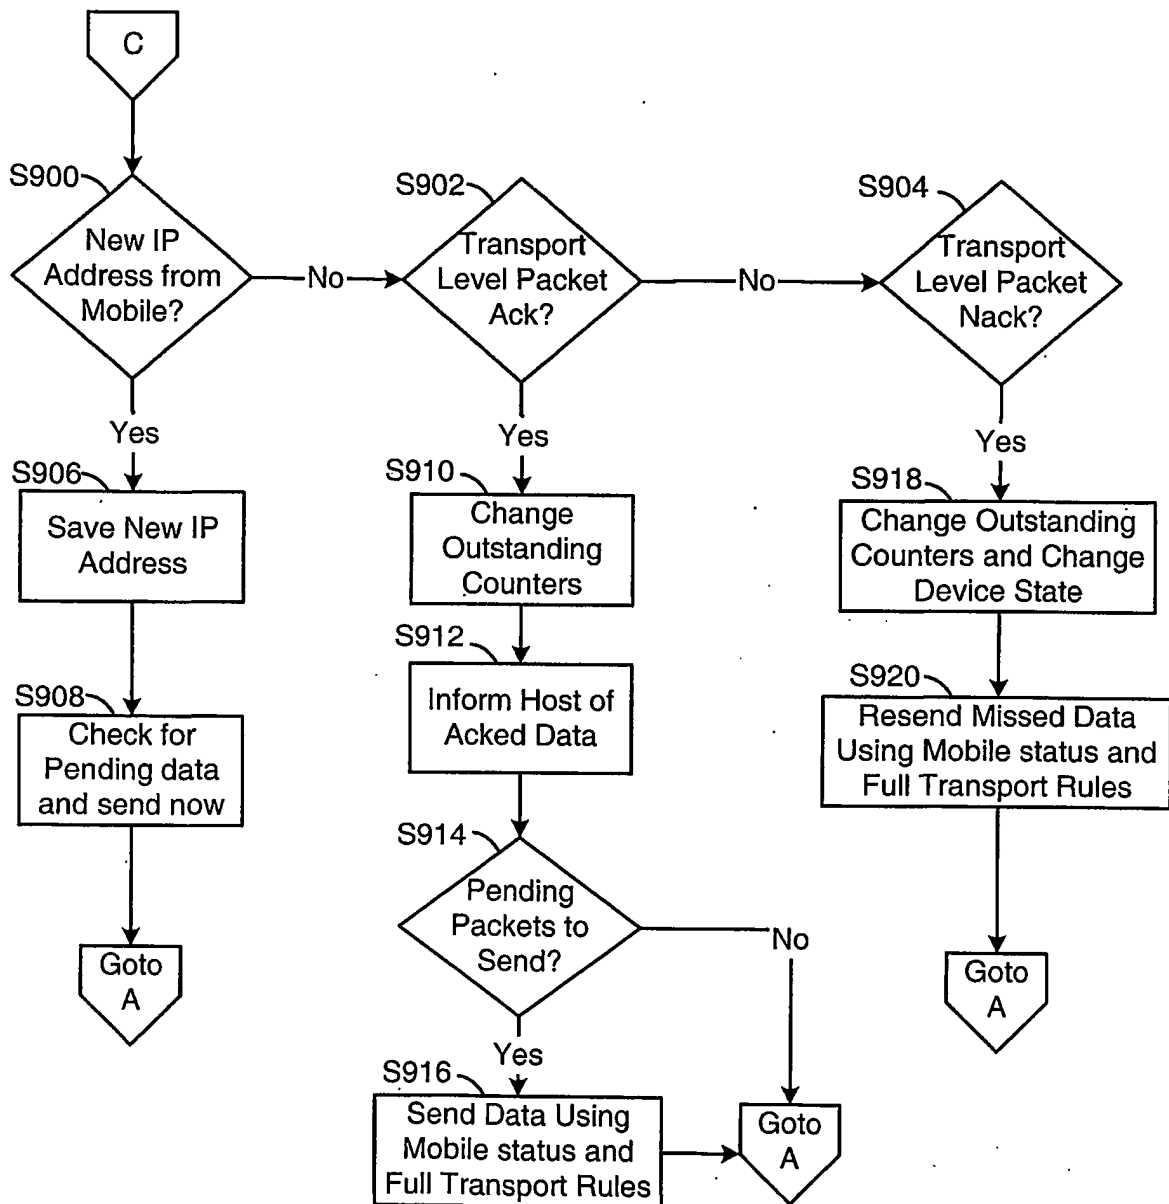 C
S900
New IP
Address from
Mobile?
No
S902
Transport
Level Packet
Ack?
No
S904
Transport
Level Packet
Nack?
Yes
S906
Save New IP
Address
S908
Check for
Pending data
and send now
Goto
A
Yes
S910
Change
Outstanding
Counters
S912
Inform Host of
Acked Data
S914
Pending
Packets to
Send?
No
Yes
S916
Send Data Using
Mobile status and
Full Transport Rules
Goto
A
Yes
S918
Change Outstanding
Counters and Change
Device State
S920
Resend Missed Data
Using Mobile status and
Full Transport Rules
Goto
A